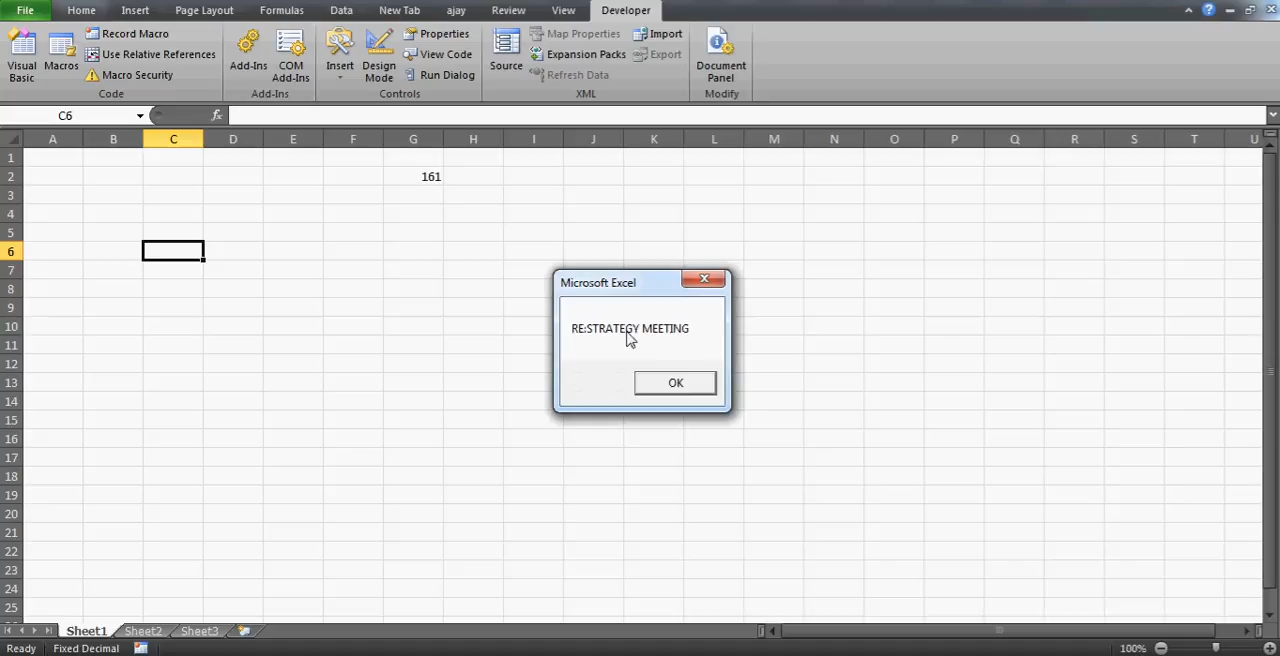 File Home Insert Page Layout Formulas Data New Tab ajay Review View Developer
Visual Basic
Macros
Record Macro
Use Relative References
Macro Security
Code
Add-Ins
COM Add-Ins
Add-Ins
Insert
Design Mode
Properties
View Code
Run Dialog
Controls
Source
Map Properties
Expansion Packs
Refresh Data
Import
Export
XML
Document Panel
Modify
C6 fx
A B C D E F G H I J K L M N O P Q R S T U
1
2 161
3
4
5
6
7
8
9
10
11
12
13
14
15
16
17
18
19
20
21
22
23
24
25
Microsoft Excel
RE:STRATEGY MEETING
OK
Sheet1 Sheet2 Sheet3
Ready Fixed Decimal 100%